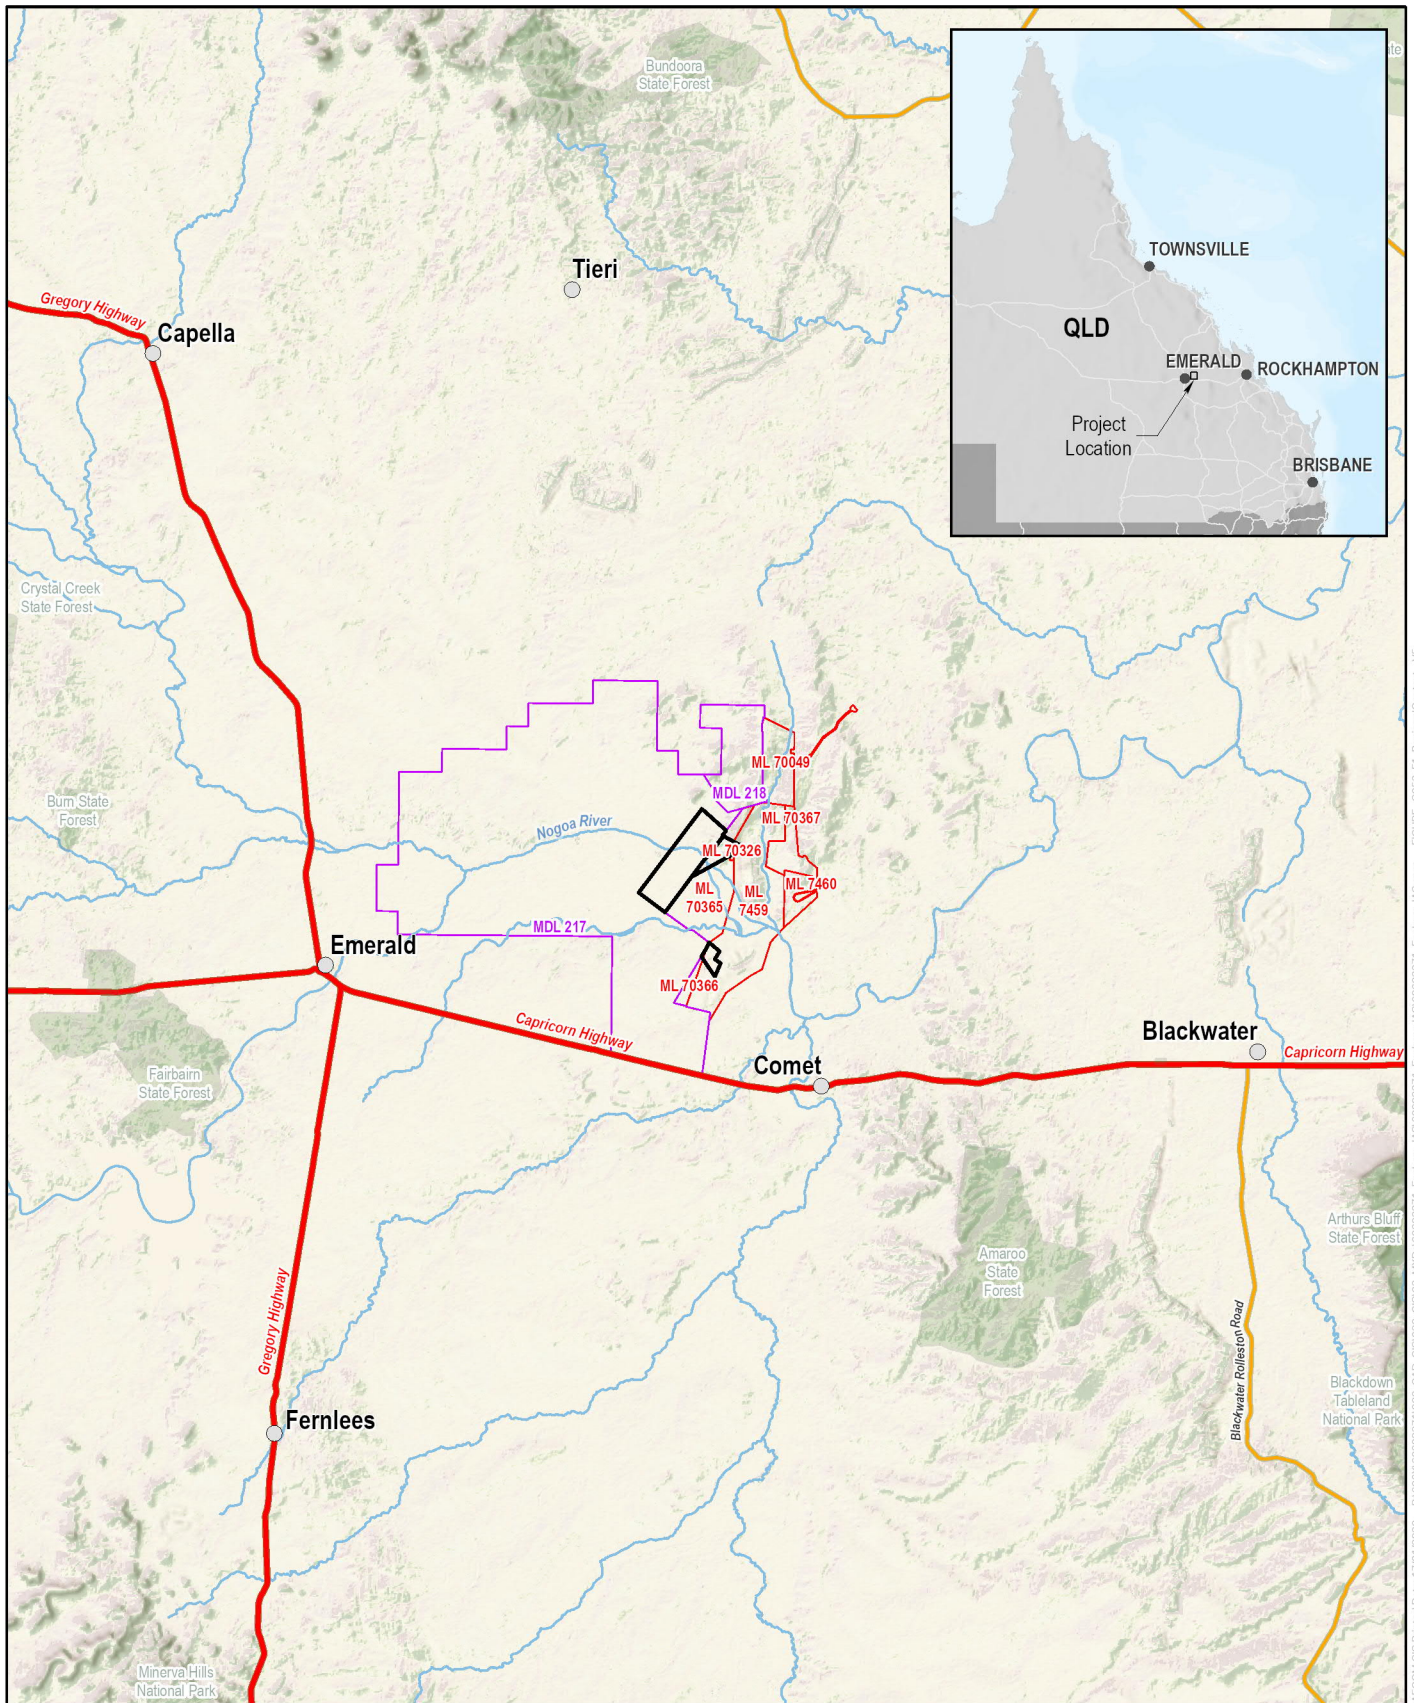 Bundoora
State Forest
TOWNSVILLE
QLD
EMERALD
ROCKHAMPTON
Project
Location
BRISBANE
Tieri
Gregory Highway
Capella
Crystal Creek
State Forest
ML 70049
MDL 218
Burn State
Forest
Nogoa River
ML 70367
ML 70326
ML
70365
ML
7459
ML 7460
MDL 217
Emerald
ML 70366
Capricorn Highway
Blackwater
Capricorn Highway
Comet
Fairbairn
State Forest
Arthurs Bluff
State Forest
Amaroo
State
Forest
Gregory Highway
Blackwater Rolleston Road
Blackdown
Tableland
National Park
Fernlees
Minerva Hills
National Park